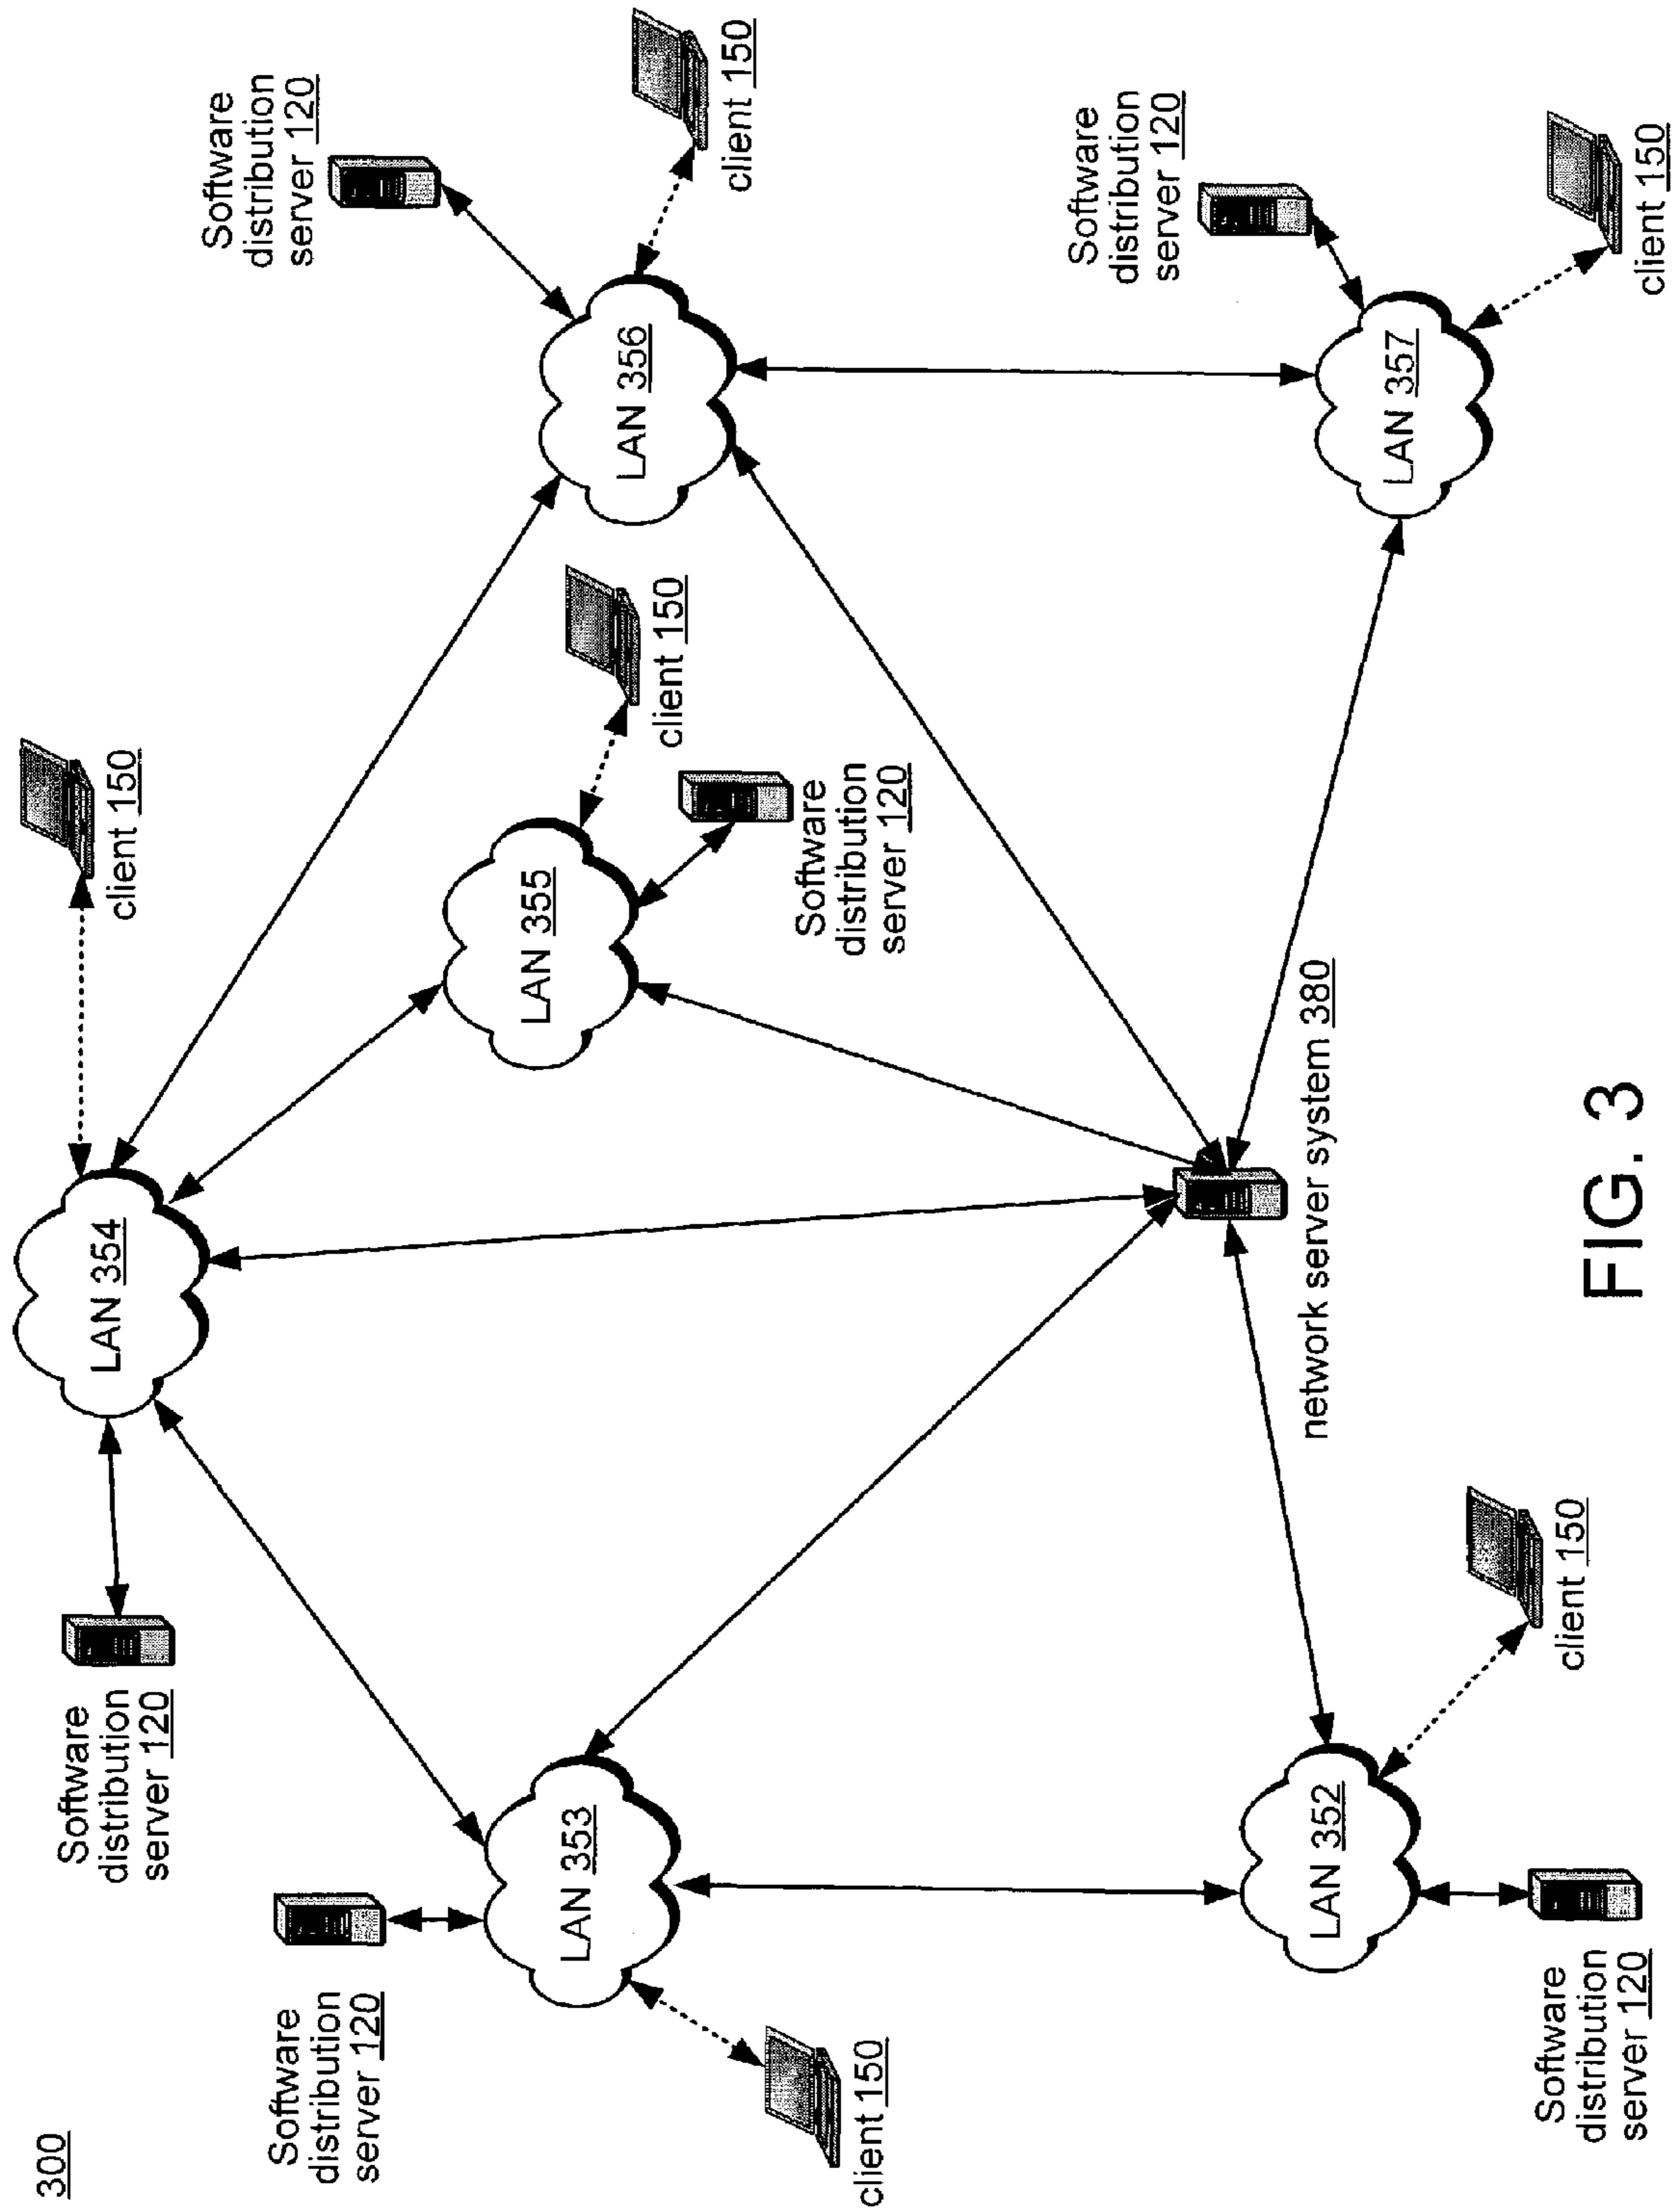 300
Software
distribution
server 120
LAN 354
client 150
Software
distribution
server 120
Software
distribution
server 120
LAN 353
client 150
LAN 355
client 150
Software
distribution
server 120
LAN 356
client 150
network server system 380
Software
distribution
server 120
LAN 352
client 150
Software
distribution
server 120
LAN 357
client 150
FIG. 3